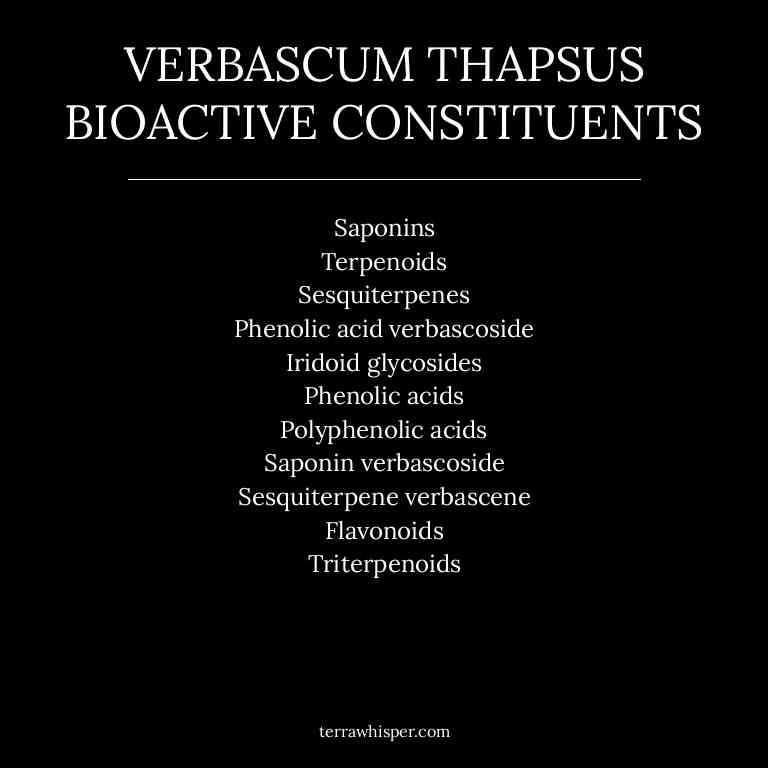 VERBASCUM THAPSUS
BIOACTIVE CONSTITUENTS
Saponins
Terpenoids
Sesquiterpenes
Phenolic acid verbascoside
Iridoid glycosides
Phenolic acids
Polyphenolic acids
Saponin verbascoside
Sesquiterpene verbascene
Flavonoids
Triterpenoids
terrawhisper.com